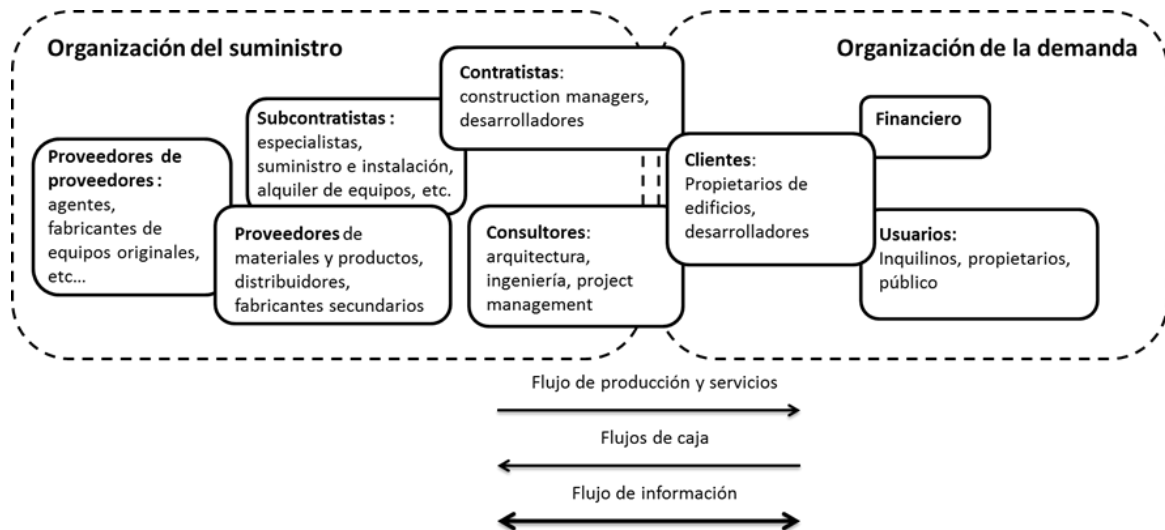 Organización del suministro
Organización de la demanda
Contratistas:
construction managers,
desarrolladores
Subcontratistas :
especialistas,
suministro e instalación,
alquiler de equipos, etc.
Financiero
Proveedores de
proveedores :
agentes,
fabricantes de
equipos originales,
etc...
Clientes:
Propietarios de
edificios,
desarrolladores
Proveedores de
materiales y productos,
distribuidores,
fabricantes secundarios
Consultores:
arquitectura,
ingeniería, project
management
Usuarios:
Inquilinos, propietarios,
público
Flujo de producción y servicios
Flujos de caja
Flujo de información